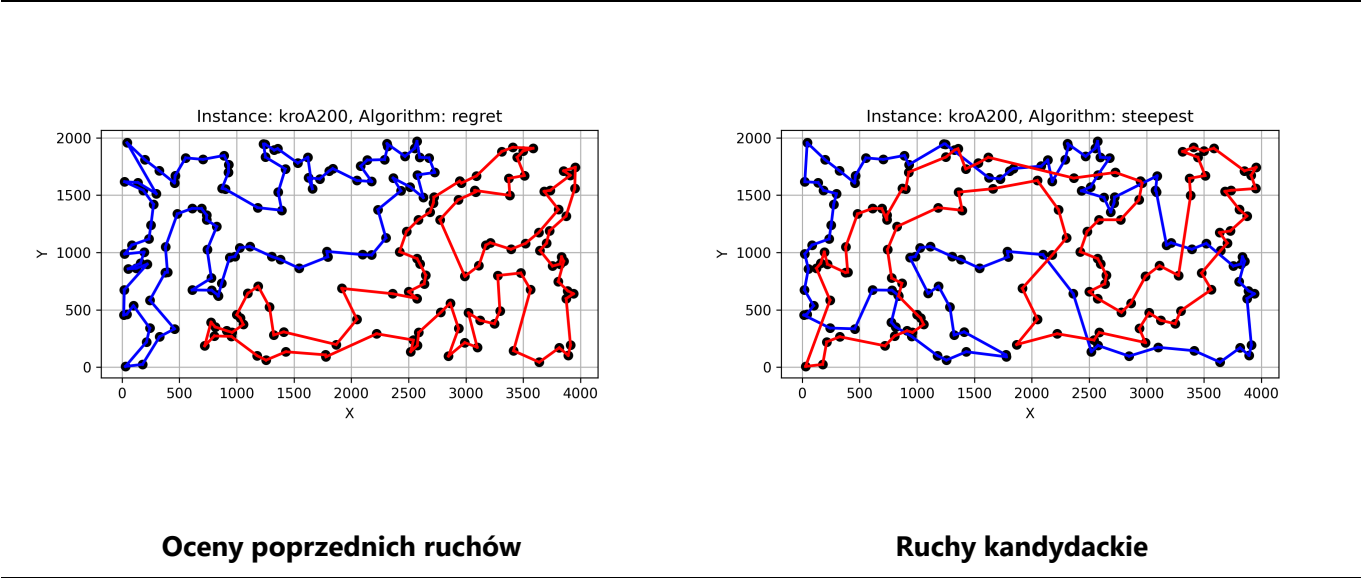 Instance: kroA200, Algorithm: regret
2000
1500
1000
500
0
Y
0 500 1000 1500 2000 2500 3000 3500 4000
X
Instance: kroA200, Algorithm: steepest
2000
1500
1000
500
0
Y
0 500 1000 1500 2000 2500 3000 3500 4000
X
Oceny poprzednich ruchów
Ruchy kandydackie